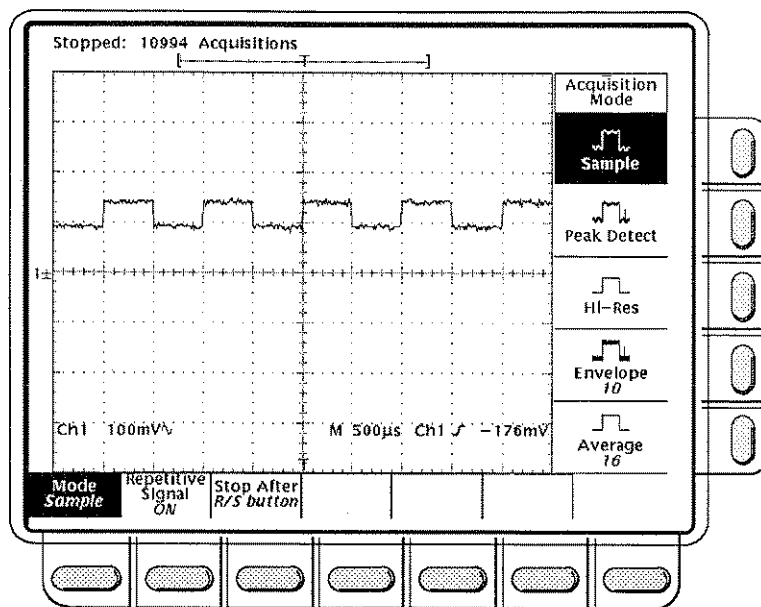 Stopped: 10994 Acquisitions
T
Acquisition
Mode
Sample
Peak Detect
Hi-Res
Envelope
10
Average
16
1
Ch1 100mV
M 500µs Ch1 -176mV
Mode
Sample
Repetitive
Signal
ON
Stop After
R/S button